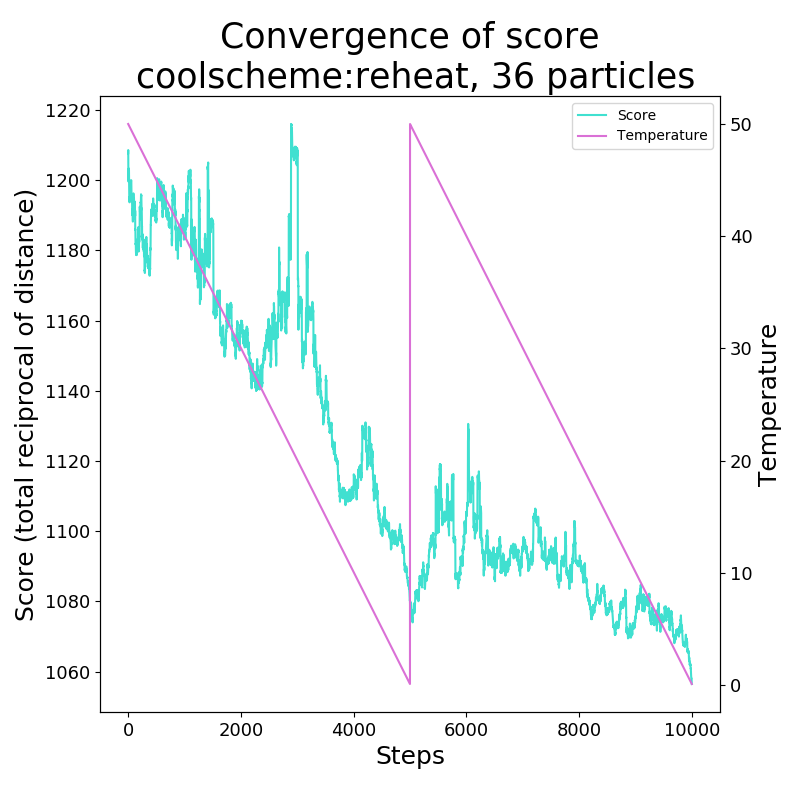 Convergence of score
coolscheme:reheat, 36 particles
Score
Temperature
1220
1200
1180
1160
1140
1120
1100
1080
1060
Score (total reciprocal of distance)
50
40
30
20
10
0
Temperature
0 2000 4000 6000 8000 10000
Steps